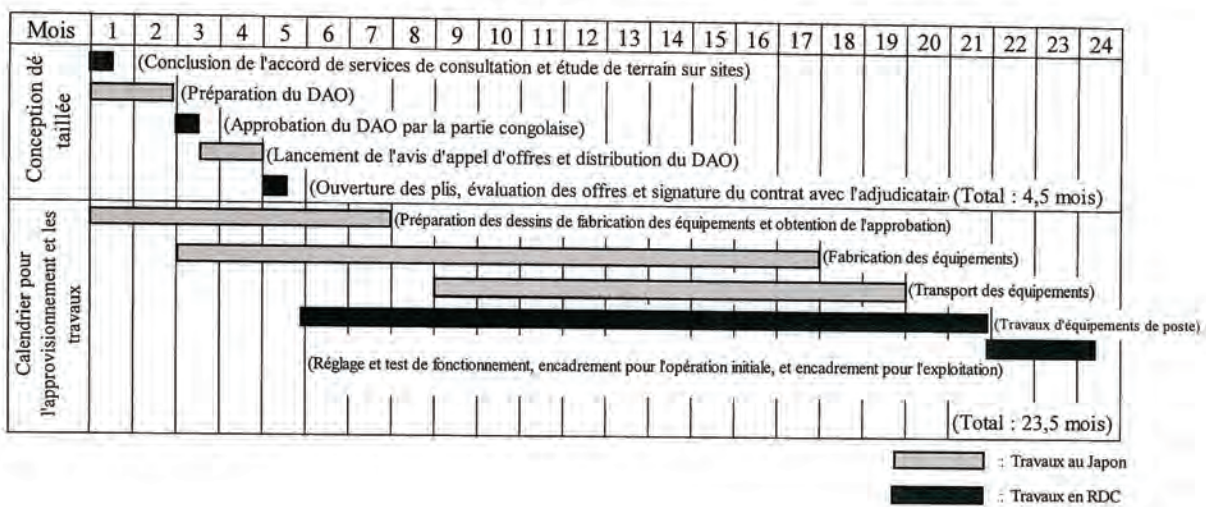 Mois 1 2 3 4 5 6 7 8 9 10 11 12 13 14 15 16 17 18 19 20 21 22 23 24
Conception dé
taillée
(Conclusion de l'accord de services de consultation et étude de terrain sur sites)
(Préparation du DAO)
(Approbation du DAO par la partie congolaise)
(Lancement de l'avis d'appel d'offres et distribution du DAO)
(Ouverture des plis, évaluation des offres et signature du contrat avec l'adjudicatair (Total : 4,5 mois)
Calendrier pour
l'approvisionnement et les
travaux
(Préparation des dessins de fabrication des équipements et obtention de l'approbation)
(Fabrication des équipements)
(Transport des équipements)
(Travaux d'équipements de poste)
(Réglage et test de fonctionnement, encadrement pour l'opération initiale, et encadrement pour l'exploitation)
(Total : 23,5 mois)
: Travaux au Japon
: Travaux en RDC